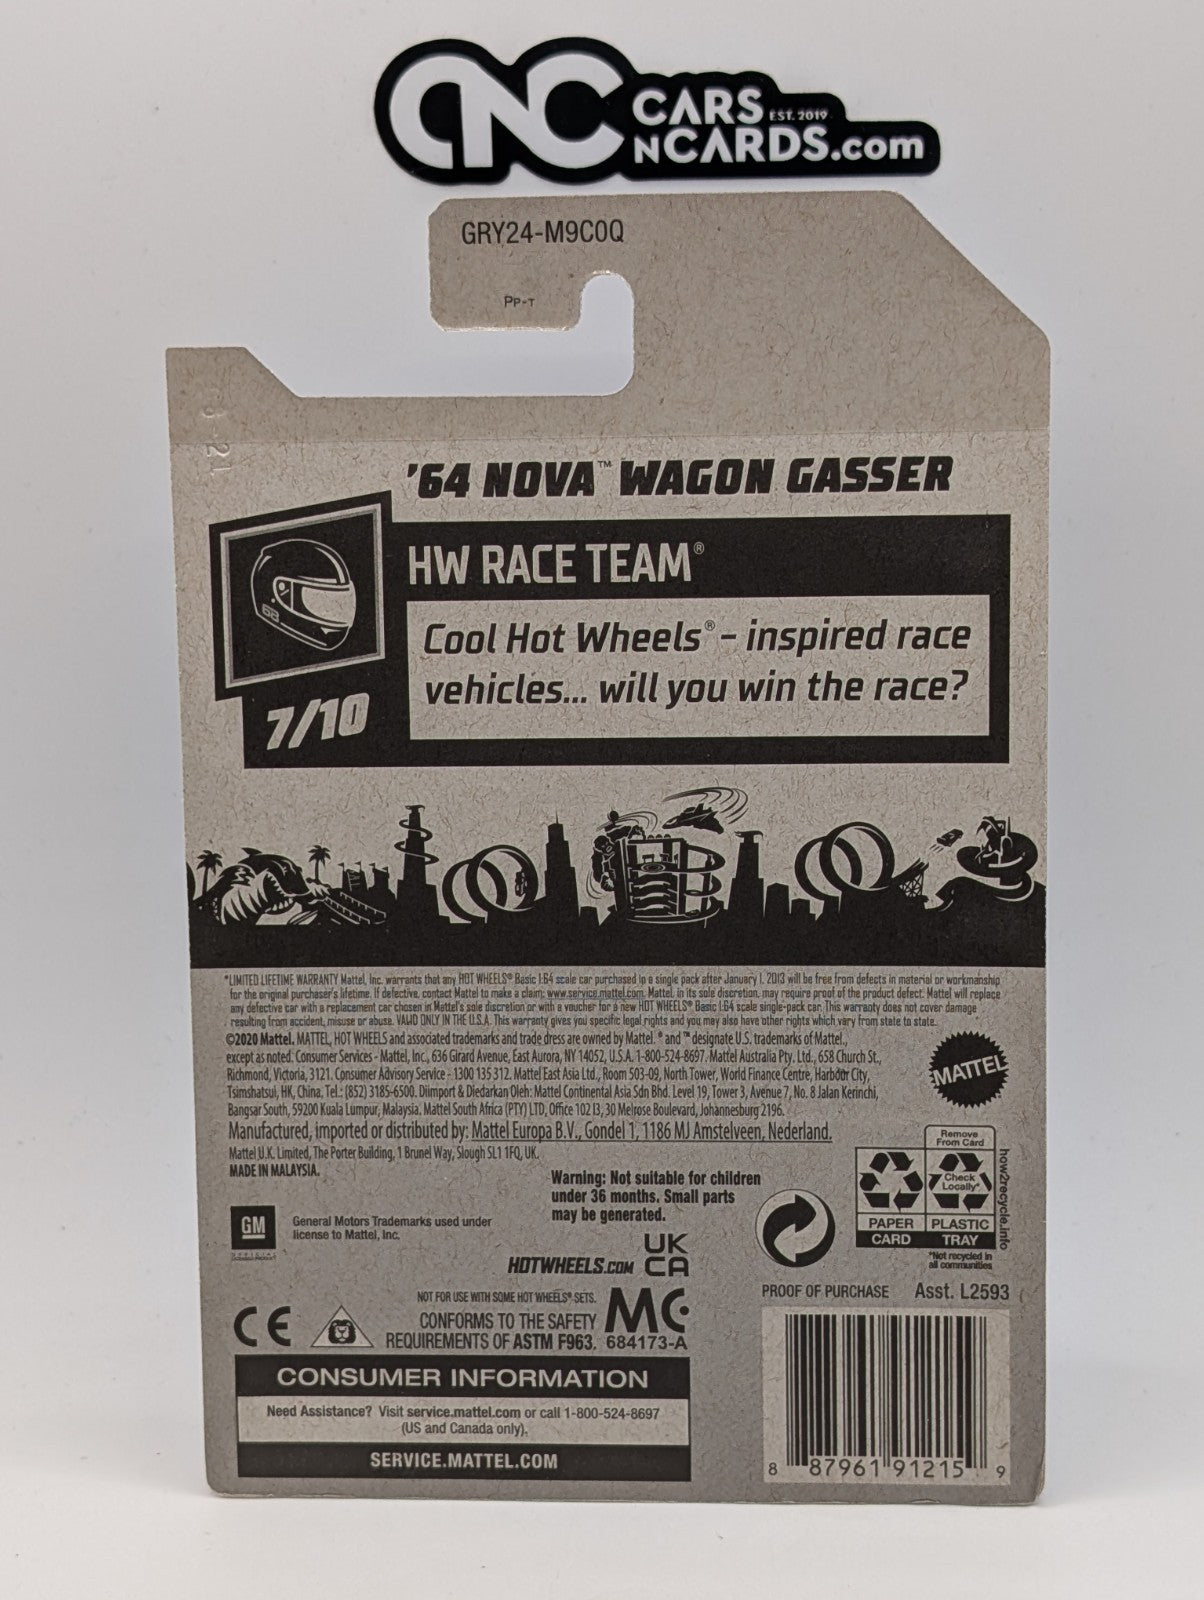 CNC CARS EST. 2019
NCARDS.com
GRY24-M9C0Q
PP-T
'64 NOVA™ WAGON GASSER
HW RACE TEAM®
Cool Hot Wheels® – inspired race
vehicles... will you win the race?
7/10
*LIMITED LIFETIME WARRANTY Mattel, Inc. warrants that any HOT WHEELS® Basic 1:64 scale car purchased in a single pack after January 1, 2013 will be free from defects in material or workmanship
for the original purchaser's lifetime. If defective, contact Mattel to make a claim: www.service.mattel.com. Mattel, in its sole discretion, may require proof of the product defect. Mattel will replace
any defective car with a replacement car chosen in Mattel's sole discretion or with a voucher for a new HOT WHEELS® Basic 1:64 scale single-pack car. This warranty does not cover damage
resulting from accident, misuse or abuse. VALID ONLY IN THE U.S.A. This warranty gives you specific legal rights and you may also have other rights which vary from state to state.
©2020 Mattel. MATTEL, HOT WHEELS and associated trademarks and trade dress are owned by Mattel. ® and ™ designate U.S. trademarks of Mattel.,
except as noted. Consumer Services - Mattel, Inc., 636 Girard Avenue, East Aurora, NY 14052, U.S.A. 1-800-524-8697. Mattel Australia Pty. Ltd., 658 Church St.,
Richmond, Victoria, 3121. Consumer Advisory Service - 1300 135 312. Mattel East Asia Ltd., Room 503-09, North Tower, World Finance Centre, Harbour City,
Tsimshatsui, HK, China. Tel.: (852) 3185-6500. Diimport & Diedarkan Oleh: Mattel Continental Asia Sdn Bhd. Level 19, Tower 3, Avenue 7, No. 8 Jalan Kerinchi,
Bangsar South, 59200 Kuala Lumpur, Malaysia. Mattel South Africa (PTY) LTD, Office 102 I3, 30 Melrose Boulevard, Johannesburg 2196.
Manufactured, imported or distributed by: Mattel Europa B.V., Gondel 1, 1186 MJ Amstelveen, Nederland.
Mattel U.K. Limited, The Porter Building, 1 Brunel Way, Slough SL1 1FQ, UK.
MADE IN MALAYSIA.
MATTEL
Remove
From Card
Check
Locally*
how2recycle.info
PAPER
CARD
PLASTIC
TRAY
*Not recycled in
all communities
Warning: Not suitable for children
under 36 months. Small parts
may be generated.
GM
OFFICIAL
General Motors Trademarks used under
license to Mattel, Inc.
HOTWHEELS.COM
UK
CA
NOT FOR USE WITH SOME HOT WHEELS® SETS.
CE
CONFORMS TO THE SAFETY
REQUIREMENTS OF ASTM F963.
MC
684173-A
PROOF OF PURCHASE
Asst. L2593
CONSUMER INFORMATION
Need Assistance? Visit service.mattel.com or call 1-800-524-8697
(US and Canada only).
SERVICE.MATTEL.COM
8 87961 91215 9